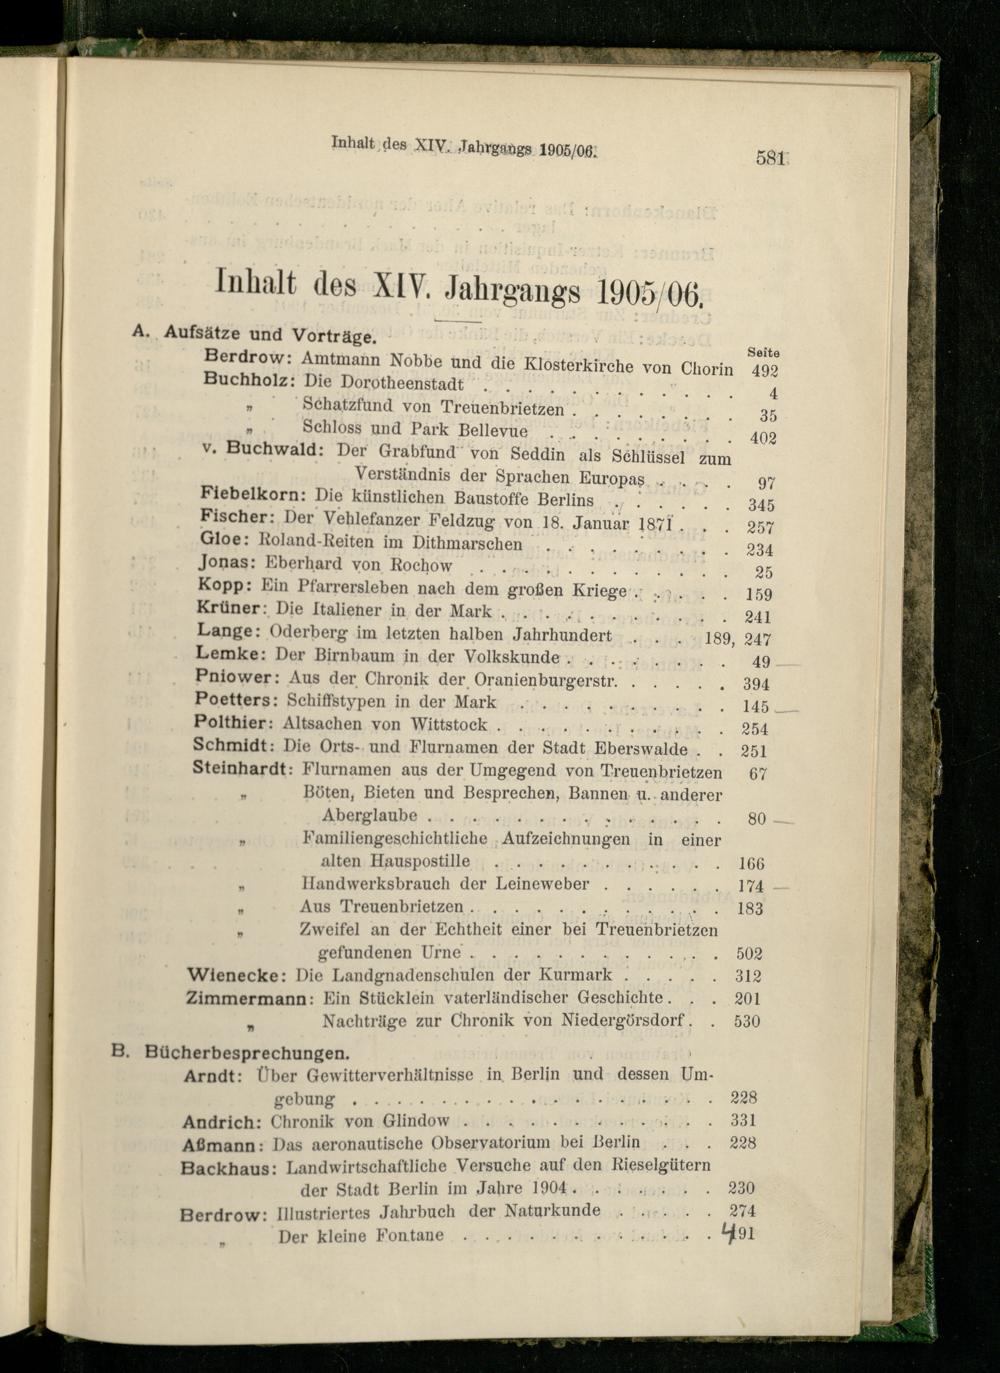 Inhalt des XIV. Jahrgangs 1905/06. 581
Inhalt des XIV. Jahrgangs 1905/06.
A. Aufsätze und Vorträge.
Seite
Berdrow: Amtmann Nobbe und die Klosterkirche von Chorin 492
Buchholz: Die Dorotheenstadt . . . . . . . . . . . 4
„ Schatzfund von Treuenbrietzen . . . . . . . . 35
„ Schloss und Park Bellevue . . . . . . . . . 402
v. Buchwald: Der Grabfund von Seddin als Schlüssel zum
Verständnis der Sprachen Europas . . . . 97
Fiebelkorn: Die künstlichen Baustoffe Berlins . . . . . . 345
Fischer: Der Vehlefanzer Feldzug von 18. Januar 1871 . . . 257
Gloe: Roland-Reiten im Dithmarschen . . . . . . . . 234
Jonas: Eberhard von Rochow . . . . . . . . . . . 25
Kopp: Ein Pfarrersleben nach dem großen Kriege . . . . . 159
Krüner: Die Italiener in der Mark . . . . . . . . . . 241
Lange: Oderberg im letzten halben Jahrhundert . . . 189, 247
Lemke: Der Birnbaum in der Volkskunde . . . . . . . 49
Pniower: Aus der Chronik der Oranienburgerstr. . . . . . 394
Poetters: Schiffstypen in der Mark . . . . . . . . . 145
Polthier: Altsachen von Wittstock . . . . . . . . . . 254
Schmidt: Die Orts- und Flurnamen der Stadt Eberswalde . . 251
Steinhardt: Flurnamen aus der Umgegend von Treuenbrietzen 67
„ Böten, Bieten und Besprechen, Bannen u. anderer
Aberglaube . . . . . . . . . . . . . 80
„ Familiengeschichtliche Aufzeichnungen in einer
alten Hauspostille . . . . . . . . . . . 166
„ Handwerksbrauch der Leineweber . . . . . . 174
„ Aus Treuenbrietzen . . . . . . . . . . . 183
„ Zweifel an der Echtheit einer bei Treuenbrietzen
gefundenen Urne . . . . . . . . . . . 502
Wienecke: Die Landgnadenschulen der Kurmark . . . . . 312
Zimmermann: Ein Stücklein vaterländischer Geschichte . . . 201
„ Nachträge zur Chronik von Niedergörsdorf . . 530
B. Bücherbesprechungen.
Arndt: Über Gewitterverhältnisse in Berlin und dessen Um-
gebung . . . . . . . . . . . . . . . . . 228
Andrich: Chronik von Glindow . . . . . . . . . . . 331
Aßmann: Das aeronautische Observatorium bei Berlin . . . 228
Backhaus: Landwirtschaftliche Versuche auf den Rieselgütern
der Stadt Berlin im Jahre 1904 . . . . . . . 230
Berdrow: Illustriertes Jahrbuch der Naturkunde . . . . . 274
„ Der kleine Fontane . . . . . . . . . . . . 491